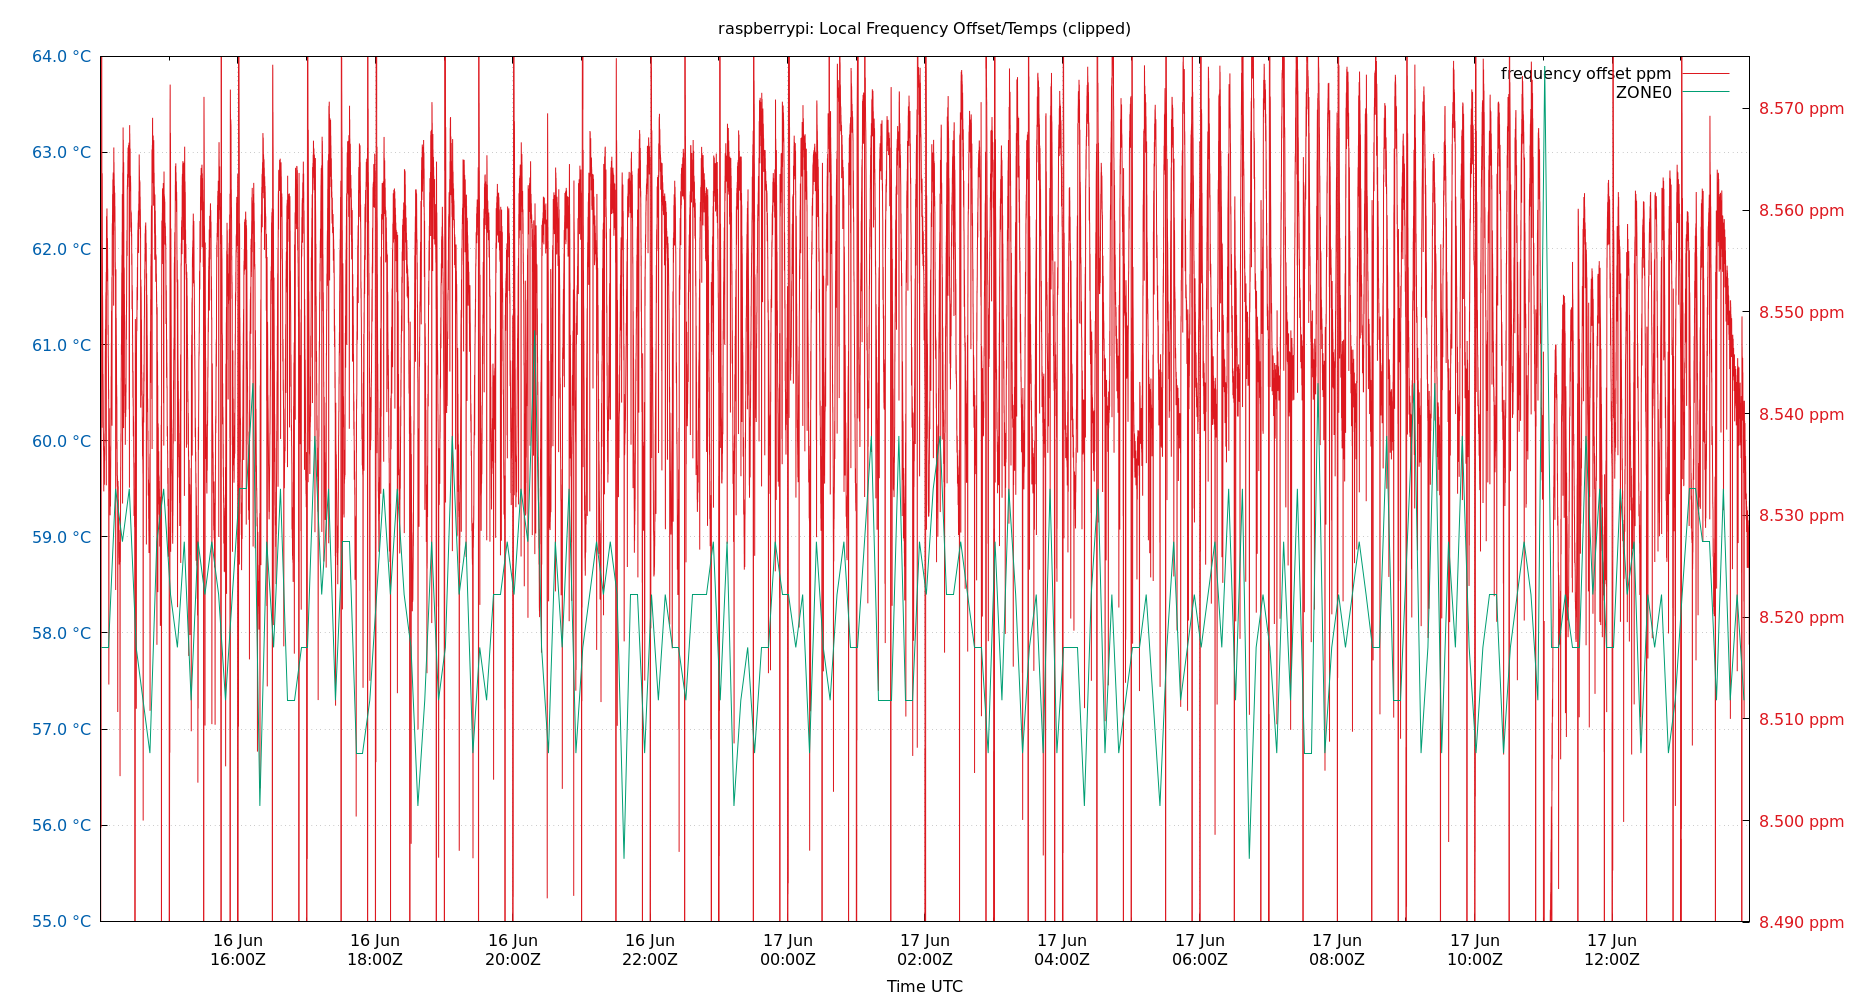 raspberrypi: Local Frequency Offset/Temps (clipped)
64.0 °C
63.0 °C
62.0 °C
61.0 °C
60.0 °C
59.0 °C
58.0 °C
57.0 °C
56.0 °C
55.0 °C
frequency offset ppm
ZONE0
8.570 ppm
8.560 ppm
8.550 ppm
8.540 ppm
8.530 ppm
8.520 ppm
8.510 ppm
8.500 ppm
8.490 ppm
16 Jun 16 Jun 16 Jun 16 Jun 17 Jun 17 Jun 17 Jun 17 Jun 17 Jun 17 Jun 17 Jun
16:00Z 18:00Z 20:00Z 22:00Z 00:00Z 02:00Z 04:00Z 06:00Z 08:00Z 10:00Z 12:00Z
Time UTC